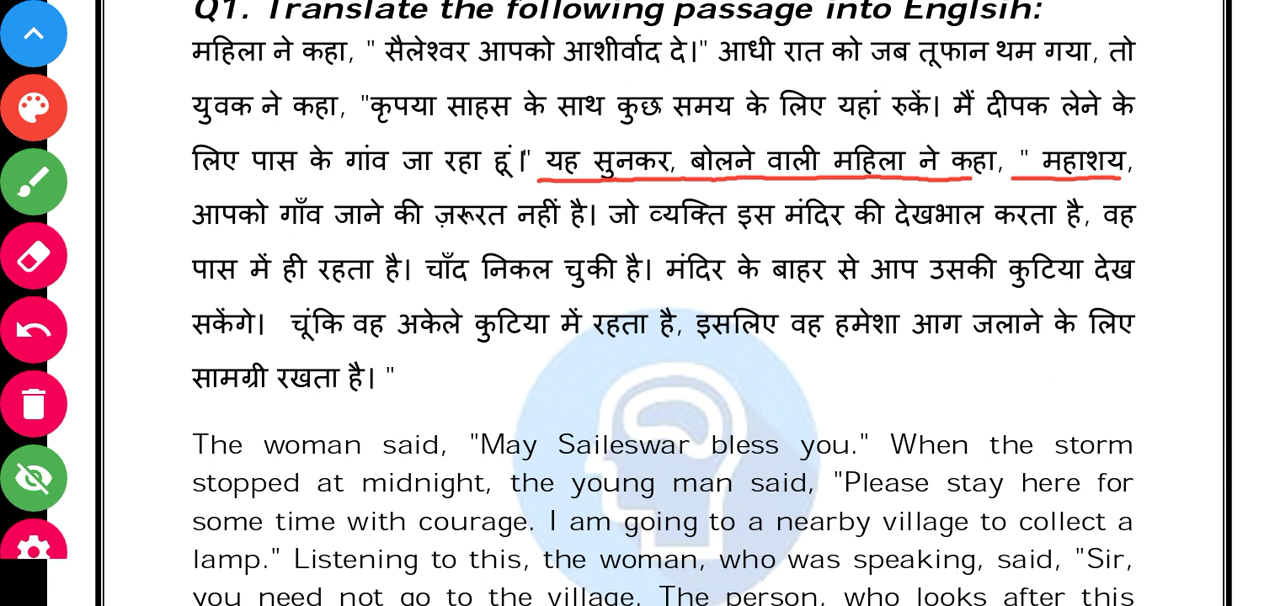 Q1. Translate the following passage into Englsih:
महिला ने कहा, " सैलेश्वर आपको आशीर्वाद दे।" आधी रात को जब तूफान थम गया, तो
युवक ने कहा, "कृपया साहस के साथ कुछ समय के लिए यहां रुकें। मैं दीपक लेने के
लिए पास के गांव जा रहा हूं।" यह सुनकर, बोलने वाली महिला ने कहा, " महाशय,
आपको गाँव जाने की ज़रूरत नहीं है। जो व्यक्ति इस मंदिर की देखभाल करता है, वह
पास में ही रहता है। चाँद निकल चुकी है। मंदिर के बाहर से आप उसकी कुटिया देख
सकेंगे। चूंकि वह अकेले कुटिया में रहता है, इसलिए वह हमेशा आग जलाने के लिए
सामग्री रखता है। "
The woman said, "May Saileswar bless you." When the storm
stopped at midnight, the young man said, "Please stay here for
some time with courage. I am going to a nearby village to collect a
lamp." Listening to this, the woman, who was speaking, said, "Sir,
you need not go to the village. The person, who looks after this